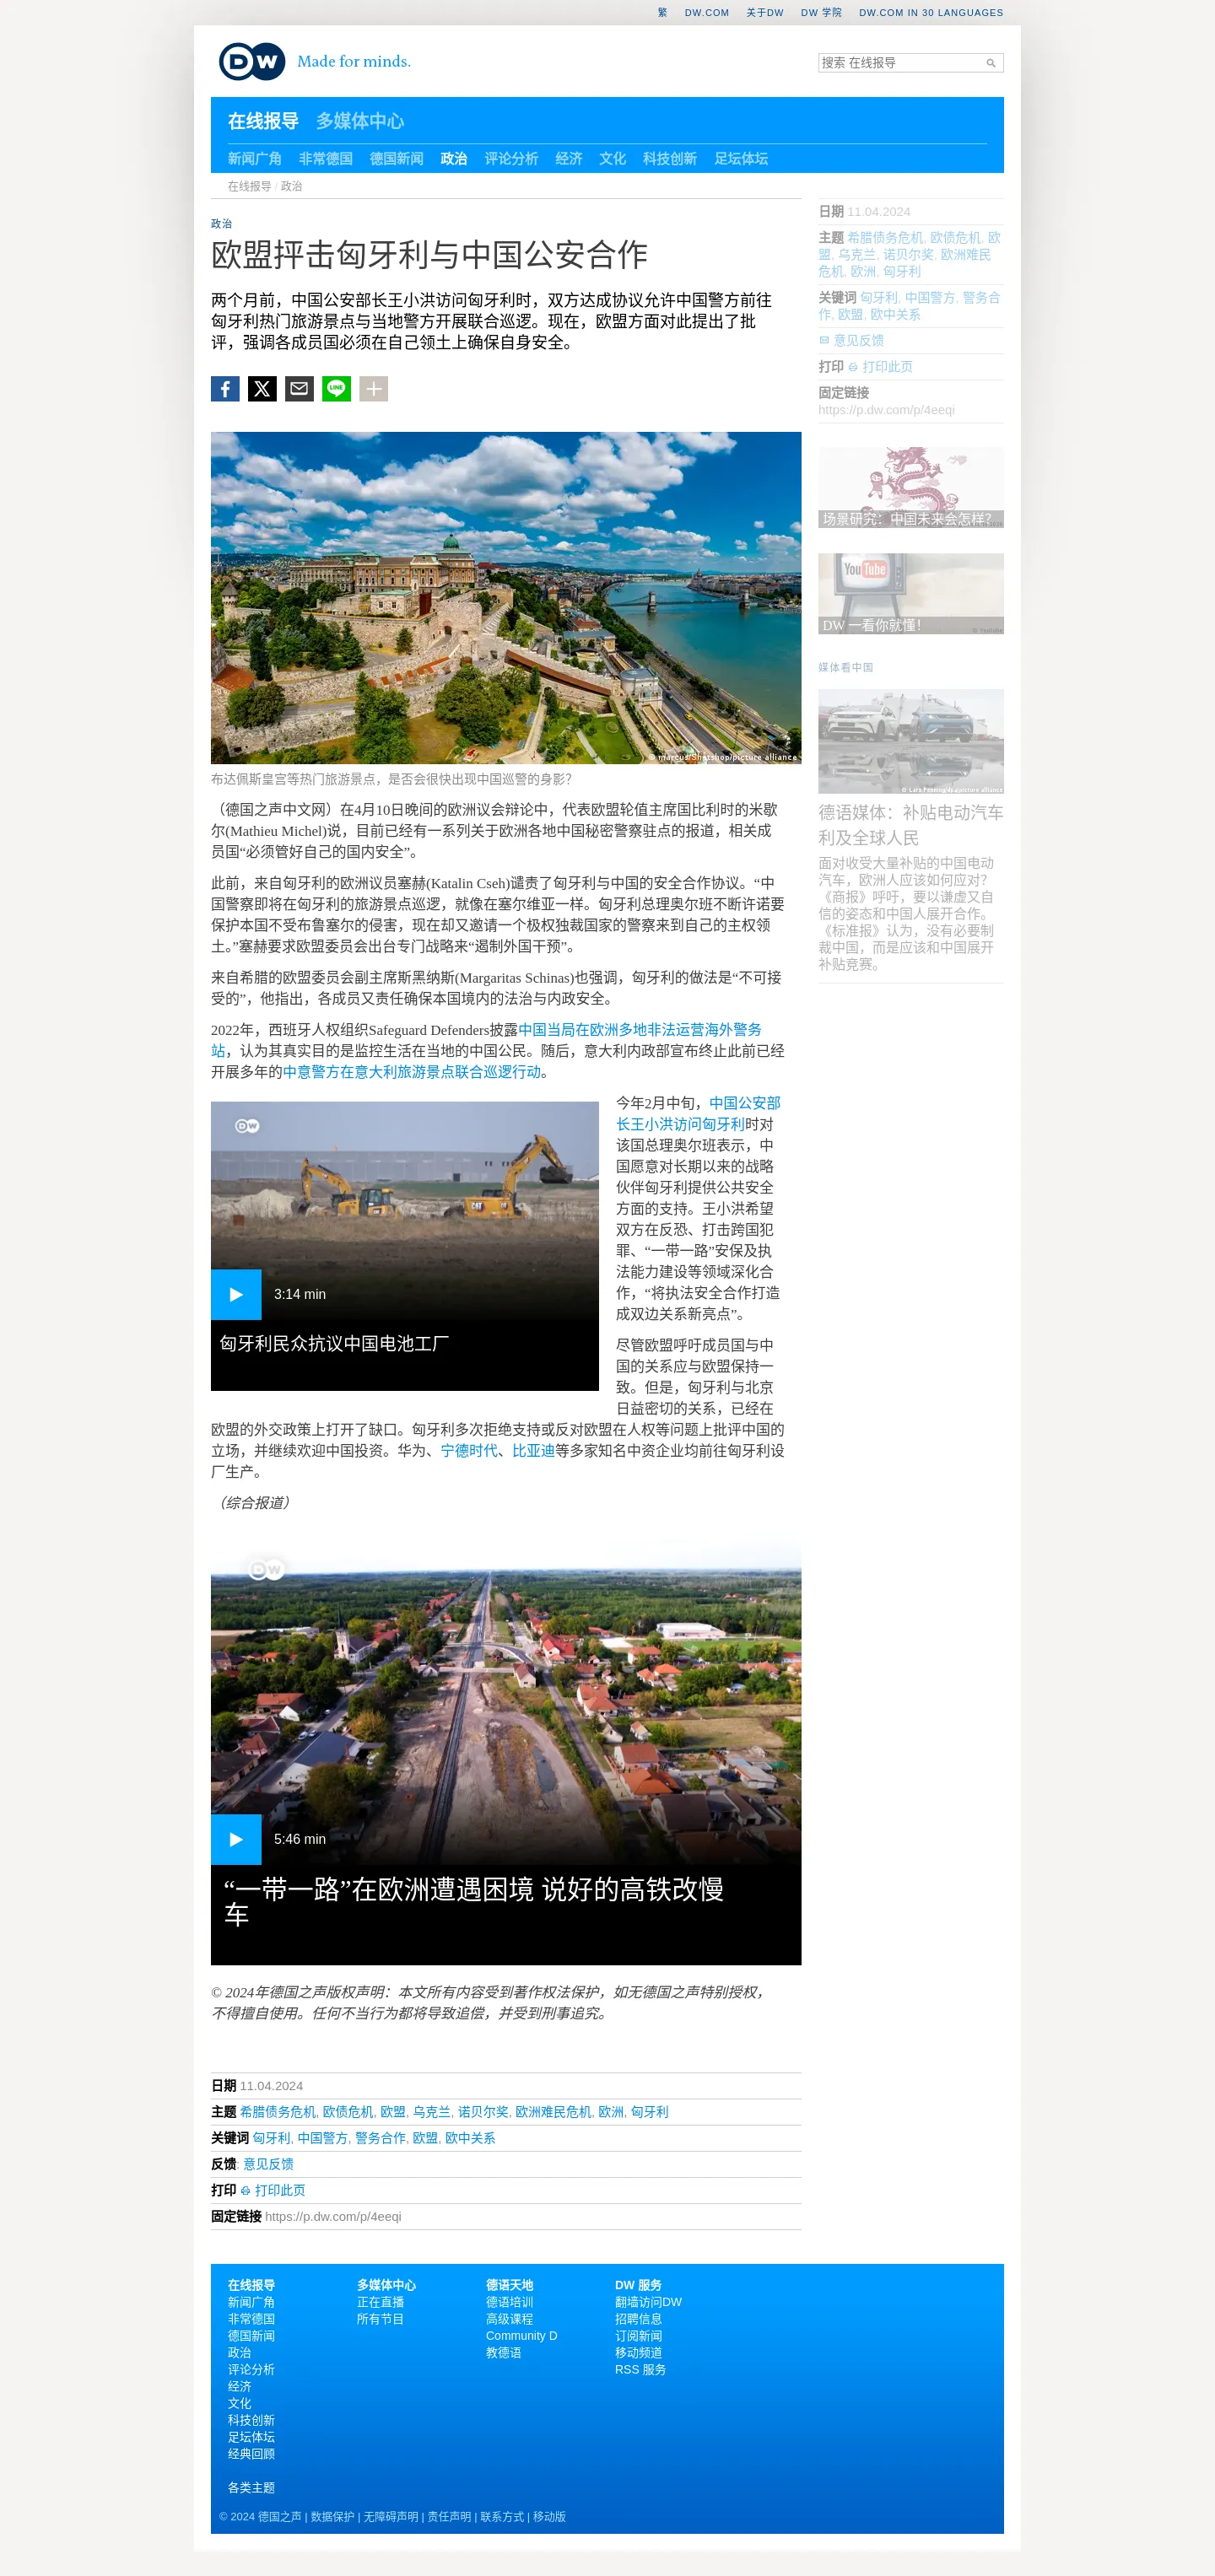 繁 DW.COM 关于DW DW 学院 DW.COM IN 30 LANGUAGES
DW Made for minds.
搜索 在线报导
在线报导 多媒体中心
新闻广角 非常德国 德国新闻 政治 评论分析 经济 文化 科技创新 足坛体坛
在线报导 / 政治
政治
欧盟抨击匈牙利与中国公安合作
两个月前，中国公安部长王小洪访问匈牙利时，双方达成协议允许中国警方前往
匈牙利热门旅游景点与当地警方开展联合巡逻。现在，欧盟方面对此提出了批
评，强调各成员国必须在自己领土上确保自身安全。
LINE
© marcus/Shotshop/picture alliance
布达佩斯皇宫等热门旅游景点，是否会很快出现中国巡警的身影？
（德国之声中文网）在4月10日晚间的欧洲议会辩论中，代表欧盟轮值主席国比利时的米歇
尔(Mathieu Michel)说，目前已经有一系列关于欧洲各地中国秘密警察驻点的报道，相关成
员国“必须管好自己的国内安全”。
此前，来自匈牙利的欧洲议员塞赫(Katalin Cseh)谴责了匈牙利与中国的安全合作协议。“中
国警察即将在匈牙利的旅游景点巡逻，就像在塞尔维亚一样。匈牙利总理奥尔班不断许诺要
保护本国不受布鲁塞尔的侵害，现在却又邀请一个极权独裁国家的警察来到自己的主权领
土。”塞赫要求欧盟委员会出台专门战略来“遏制外国干预”。
来自希腊的欧盟委员会副主席斯黑纳斯(Margaritas Schinas)也强调，匈牙利的做法是“不可接
受的”，他指出，各成员又责任确保本国境内的法治与内政安全。
2022年，西班牙人权组织Safeguard Defenders披露中国当局在欧洲多地非法运营海外警务
站，认为其真实目的是监控生活在当地的中国公民。随后，意大利内政部宣布终止此前已经
开展多年的中意警方在意大利旅游景点联合巡逻行动。
DW
3:14 min
匈牙利民众抗议中国电池工厂
今年2月中旬，中国公安部
长王小洪访问匈牙利时对
该国总理奥尔班表示，中
国愿意对长期以来的战略
伙伴匈牙利提供公共安全
方面的支持。王小洪希望
双方在反恐、打击跨国犯
罪、“一带一路”安保及执
法能力建设等领域深化合
作，“将执法安全合作打造
成双边关系新亮点”。
尽管欧盟呼吁成员国与中
国的关系应与欧盟保持一
致。但是，匈牙利与北京
日益密切的关系，已经在
欧盟的外交政策上打开了缺口。匈牙利多次拒绝支持或反对欧盟在人权等问题上批评中国的
立场，并继续欢迎中国投资。华为、宁德时代、比亚迪等多家知名中资企业均前往匈牙利设
厂生产。
（综合报道）
DW
5:46 min
“一带一路”在欧洲遭遇困境 说好的高铁改慢
车
© 2024年德国之声版权声明：本文所有内容受到著作权法保护，如无德国之声特别授权，
不得擅自使用。任何不当行为都将导致追偿，并受到刑事追究。
日期 11.04.2024
主题 希腊债务危机, 欧债危机, 欧盟, 乌克兰, 诺贝尔奖, 欧洲难民危机, 欧洲, 匈牙利
关键词 匈牙利, 中国警方, 警务合作, 欧盟, 欧中关系
反馈: 意见反馈
打印 打印此页
固定链接 https://p.dw.com/p/4eeqi
日期 11.04.2024
主题 希腊债务危机, 欧债危机, 欧
盟, 乌克兰, 诺贝尔奖, 欧洲难民
危机, 欧洲, 匈牙利
关键词 匈牙利, 中国警方, 警务合
作, 欧盟, 欧中关系
意见反馈
打印 打印此页
固定链接
https://p.dw.com/p/4eeqi
场景研究：中国未来会怎样？
YouTube
DW 一看你就懂！
© Youtube
媒体看中国
© Lars Penning/dpa/picture alliance
德语媒体：补贴电动汽车
利及全球人民
面对收受大量补贴的中国电动
汽车，欧洲人应该如何应对？
《商报》呼吁，要以谦虚又自
信的姿态和中国人展开合作。
《标准报》认为，没有必要制
裁中国，而是应该和中国展开
补贴竞赛。
在线报导
新闻广角
非常德国
德国新闻
政治
评论分析
经济
文化
科技创新
足坛体坛
经典回顾
各类主题
多媒体中心
正在直播
所有节目
德语天地
德语培训
高级课程
Community D
教德语
DW 服务
翻墙访问DW
招聘信息
订阅新闻
移动频道
RSS 服务
© 2024 德国之声 | 数据保护 | 无障碍声明 | 责任声明 | 联系方式 | 移动版